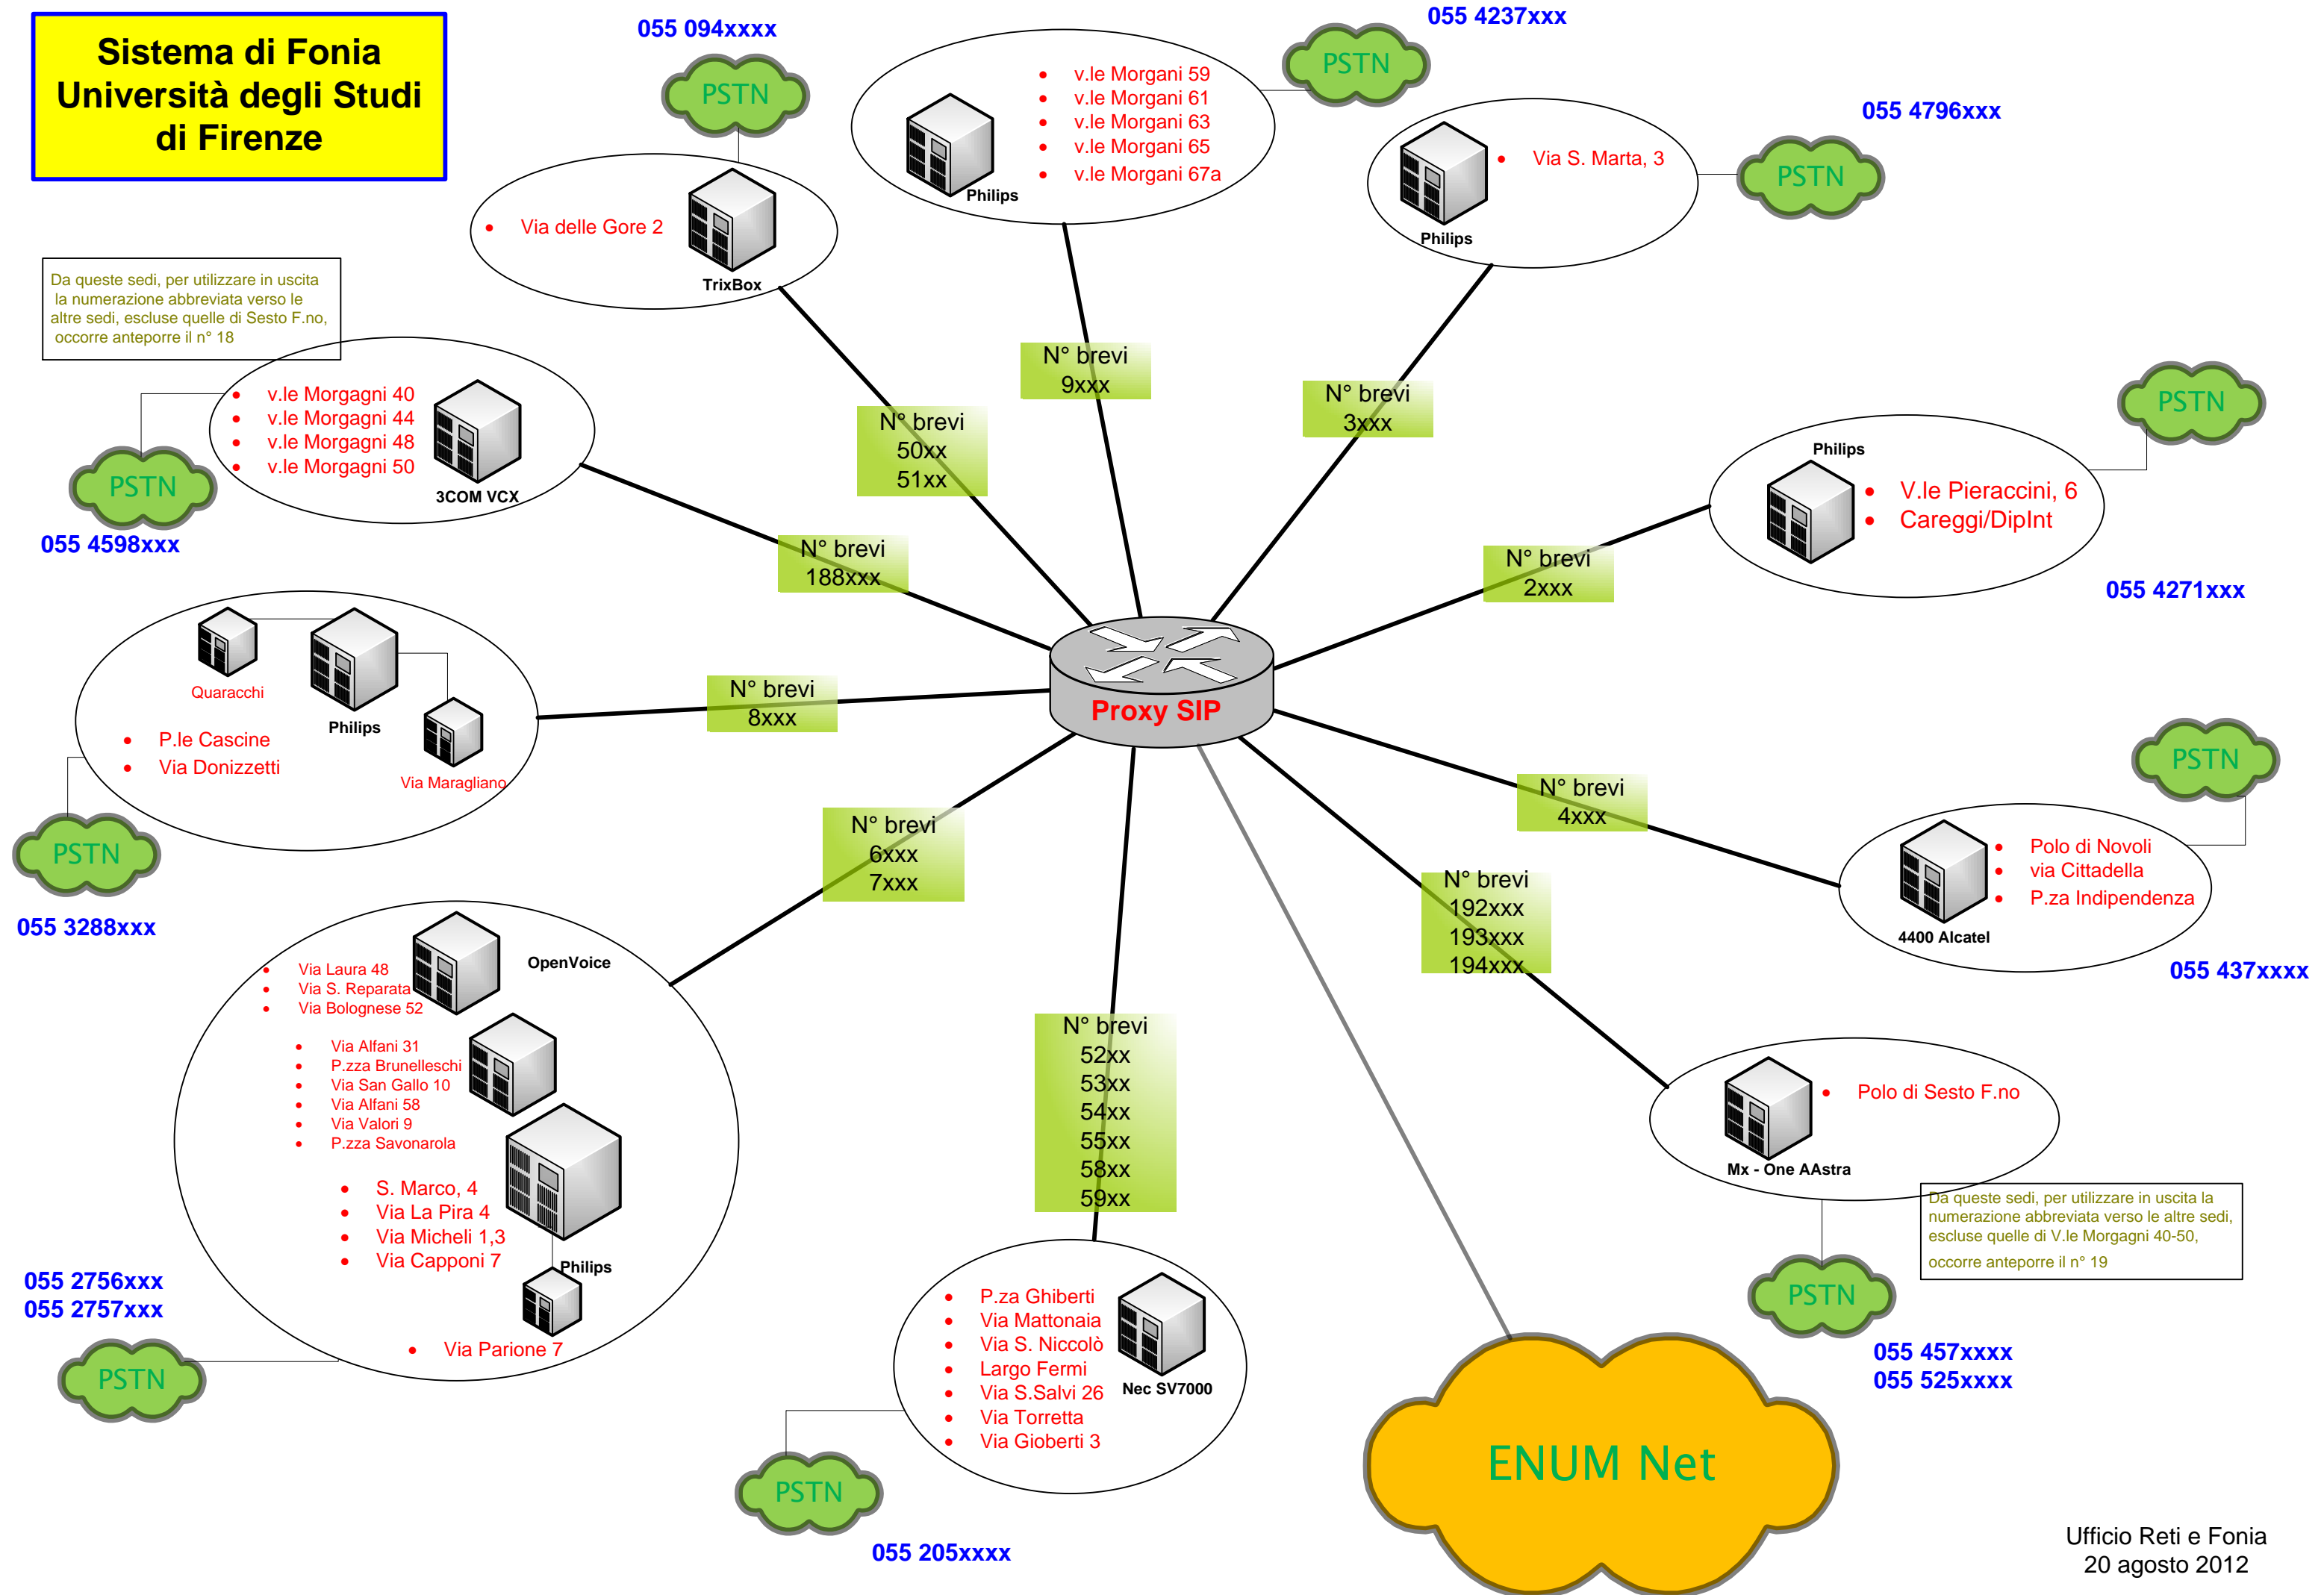 Sistema di Fonia
Università degli Studi
di Firenze
055 094xxxx
PSTN
Via delle Gore 2
TrixBox
055 4237xxx
PSTN
v.le Morgani 59
v.le Morgani 61
v.le Morgani 63
v.le Morgani 65
v.le Morgani 67a
Philips
055 4796xxx
PSTN
Via S. Marta, 3
Philips
Da queste sedi, per utilizzare in uscita
la numerazione abbreviata verso le
altre sedi, escluse quelle di Sesto F.no,
occorre anteporre il n° 18
v.le Morgagni 40
v.le Morgagni 44
v.le Morgagni 48
v.le Morgagni 50
3COM VCX
PSTN
055 4598xxx
N° brevi
9xxx
N° brevi
3xxx
N° brevi
50xx
51xx
N° brevi
188xxx
PSTN
Philips
V.le Pieraccini, 6
Careggi/DipInt
055 4271xxx
N° brevi
2xxx
Quaracchi
Philips
Via Maragliano
P.le Cascine
Via Donizzetti
PSTN
055 3288xxx
N° brevi
8xxx
Proxy SIP
N° brevi
6xxx
7xxx
N° brevi
4xxx
PSTN
Polo di Novoli
via Cittadella
P.za Indipendenza
4400 Alcatel
055 437xxxx
N° brevi
192xxx
193xxx
194xxx
OpenVoice
Via Laura 48
Via S. Reparata
Via Bolognese 52
Via Alfani 31
P.zza Brunelleschi
Via San Gallo 10
Via Alfani 58
Via Valori 9
P.zza Savonarola
S. Marco, 4
Via La Pira 4
Via Micheli 1,3
Via Capponi 7
Philips
Via Parione 7
055 2756xxx
055 2757xxx
PSTN
N° brevi
52xx
53xx
54xx
55xx
58xx
59xx
P.za Ghiberti
Via Mattonaia
Via S. Niccolò
Largo Fermi
Via S.Salvi 26
Via Torretta
Via Gioberti 3
Nec SV7000
PSTN
055 205xxxx
Polo di Sesto F.no
Mx - One AAstra
Da queste sedi, per utilizzare in uscita la
numerazione abbreviata verso le altre sedi,
escluse quelle di V.le Morgagni 40-50,
occorre anteporre il n° 19
PSTN
055 457xxxx
055 525xxxx
ENUM Net
Ufficio Reti e Fonia
20 agosto 2012